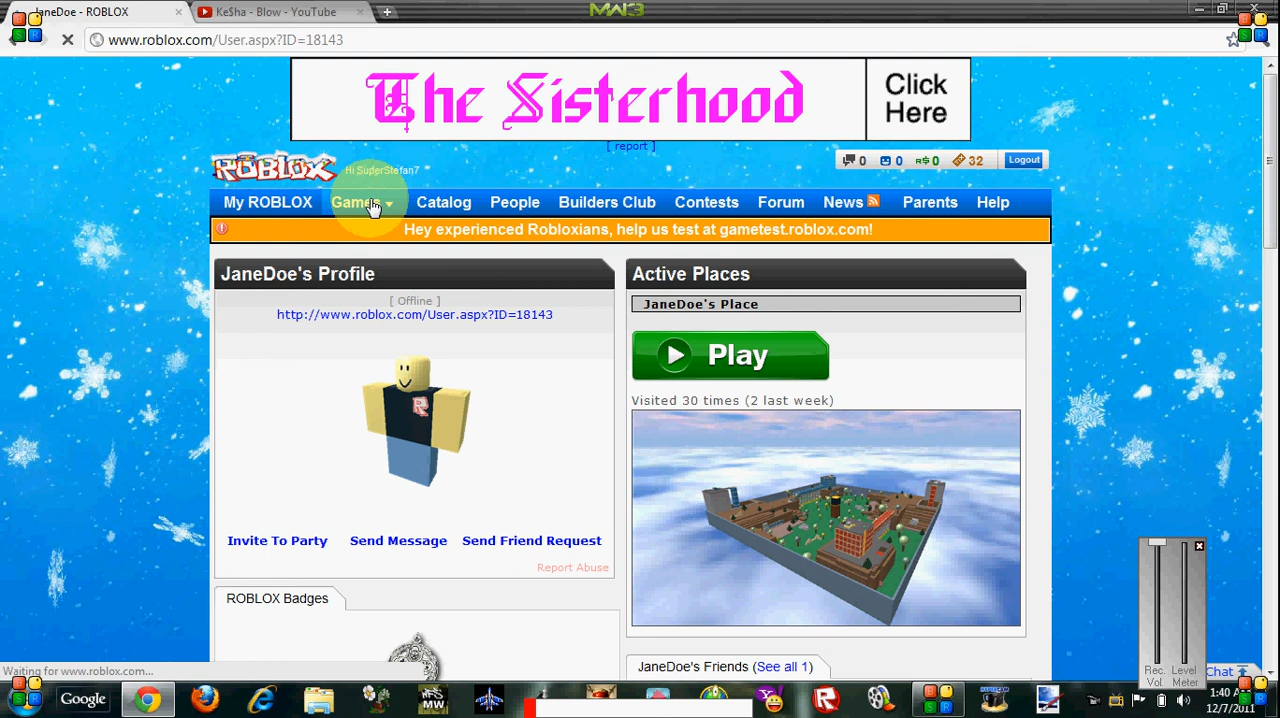 JaneDoe - ROBLOX
Ke$ha - Blow - YouTube
MW3
www.roblox.com/User.aspx?ID=18143
The Sisterhood
Click
Here
[ report ]
ROBLOX
Hi SuperStefan7
0 0 R$ 0 32 Logout
My ROBLOX Games Catalog People Builders Club Contests Forum News Parents Help
Hey experienced Robloxians, help us test at gametest.roblox.com!
JaneDoe's Profile
[ Offline ]
http://www.roblox.com/User.aspx?ID=18143
R
Invite To Party Send Message Send Friend Request
Report Abuse
ROBLOX Badges
Active Places
JaneDoe's Place
Play
Visited 30 times (2 last week)
JaneDoe's Friends (See all 1)
Rec. Level
Vol. Meter
Chat
Waiting for www.roblox.com...
B
S R
B
S R
B
S R
B
S R
Google
MW
B
S R
1:40 A
12/7/2011